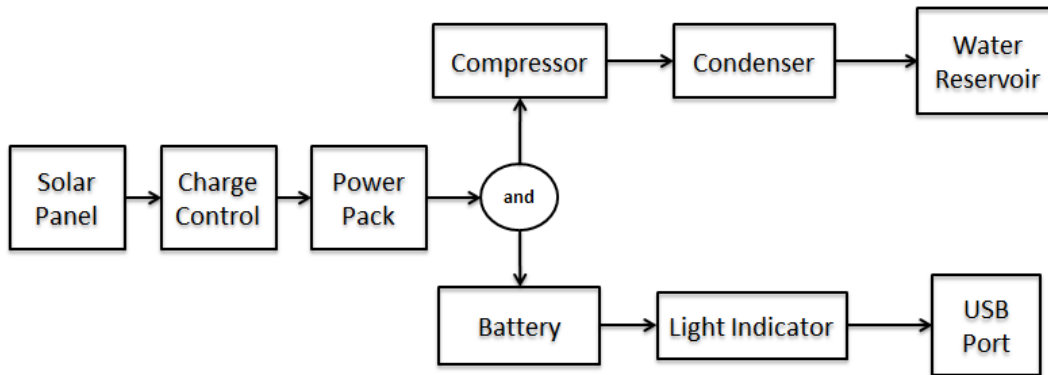 Compressor
Condenser
Water
Reservoir
Solar
Panel
Charge
Control
Power
Pack
and
Battery
Light Indicator
USB
Port